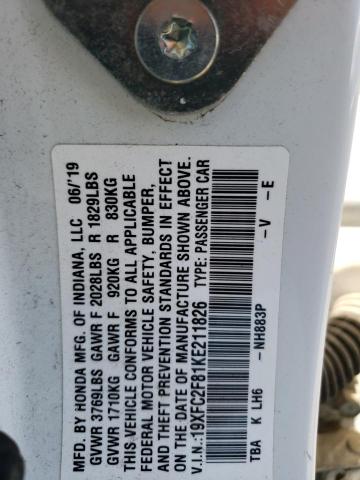 MFD. BY HONDA MFG. OF INDIANA, LLC 06/'19
GVWR 3769LBS GAWR F 2028LBS R 1829LBS
GVWR 1710KG GAWR F 920KG R 830KG
THIS VEHICLE CONFORMS TO ALL APPLICABLE
FEDERAL MOTOR VEHICLE SAFETY, BUMPER,
AND THEFT PREVENTION STANDARDS IN EFFECT
ON THE DATE OF MANUFACTURE SHOWN ABOVE.
V.I.N.:19XFC2F81KE211826 TYPE: PASSENGER CAR
TBA K LH6 -NH883P -V -E